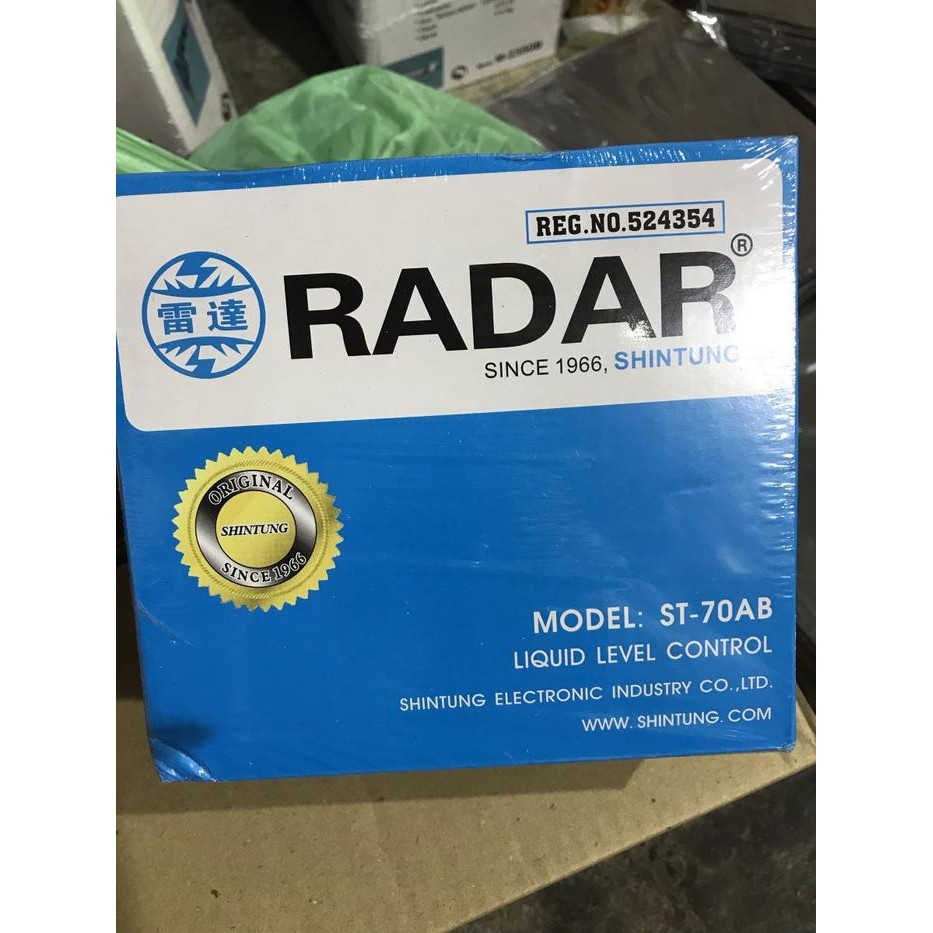 REG.NO.524354
雷達
RADAR®
SINCE 1966, SHINTUNG
ORIGINAL
SHINTUNG
SINCE 1966
MODEL: ST-70AB
LIQUID LEVEL CONTROL
SHINTUNG ELECTRONIC INDUSTRY CO.,LTD.
WWW. SHINTUNG. COM